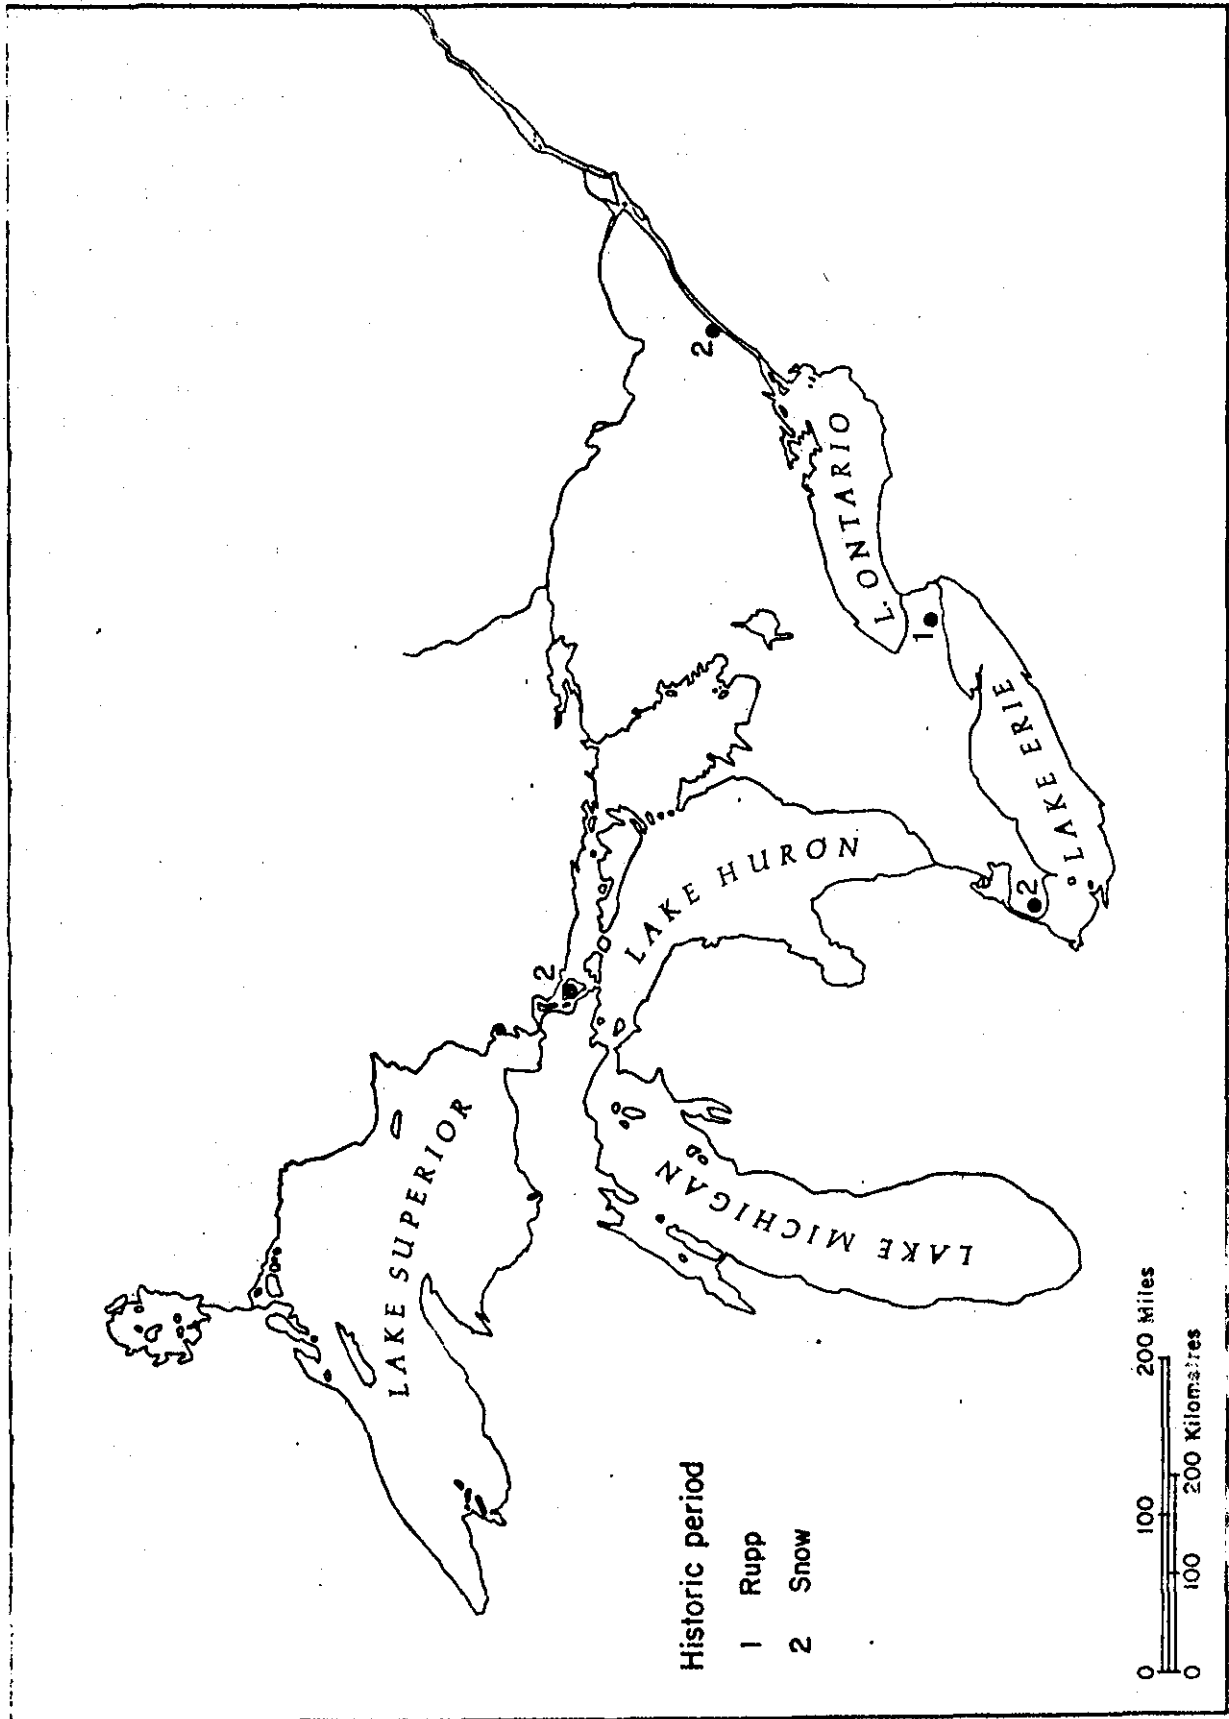 LAKE SUPERIOR
LAKE MICHIGAN
LAKE HURON
LAKE ERIE
L. ONTARIO
2
2
1
2
Historic period
1 Rupp
2 Snow
0 100 200 Miles
0 100 200 Kilometres